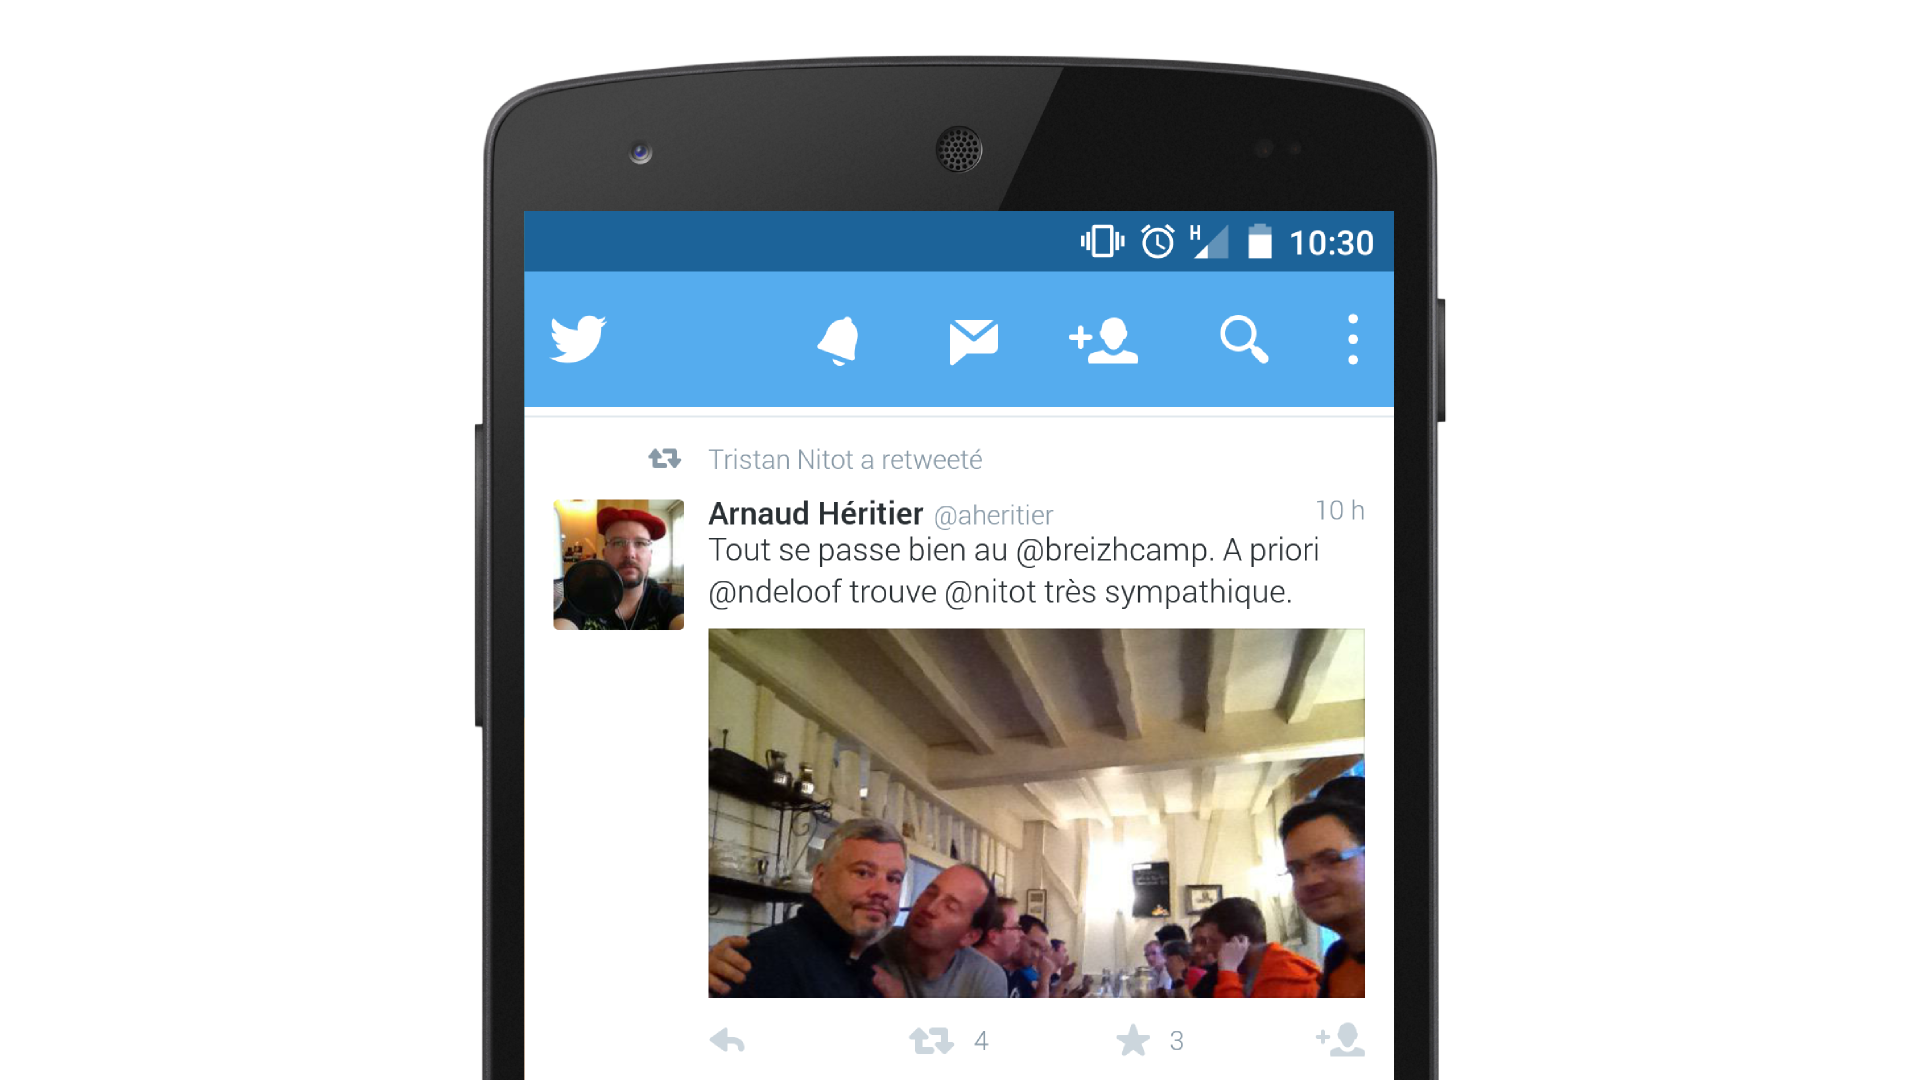 H
10:30
Tristan Nitot a retweeté
Arnaud Héritier @aheritier 10 h
Tout se passe bien au @breizhcamp. A priori
@ndeloof trouve @nitot très sympathique.
4 3